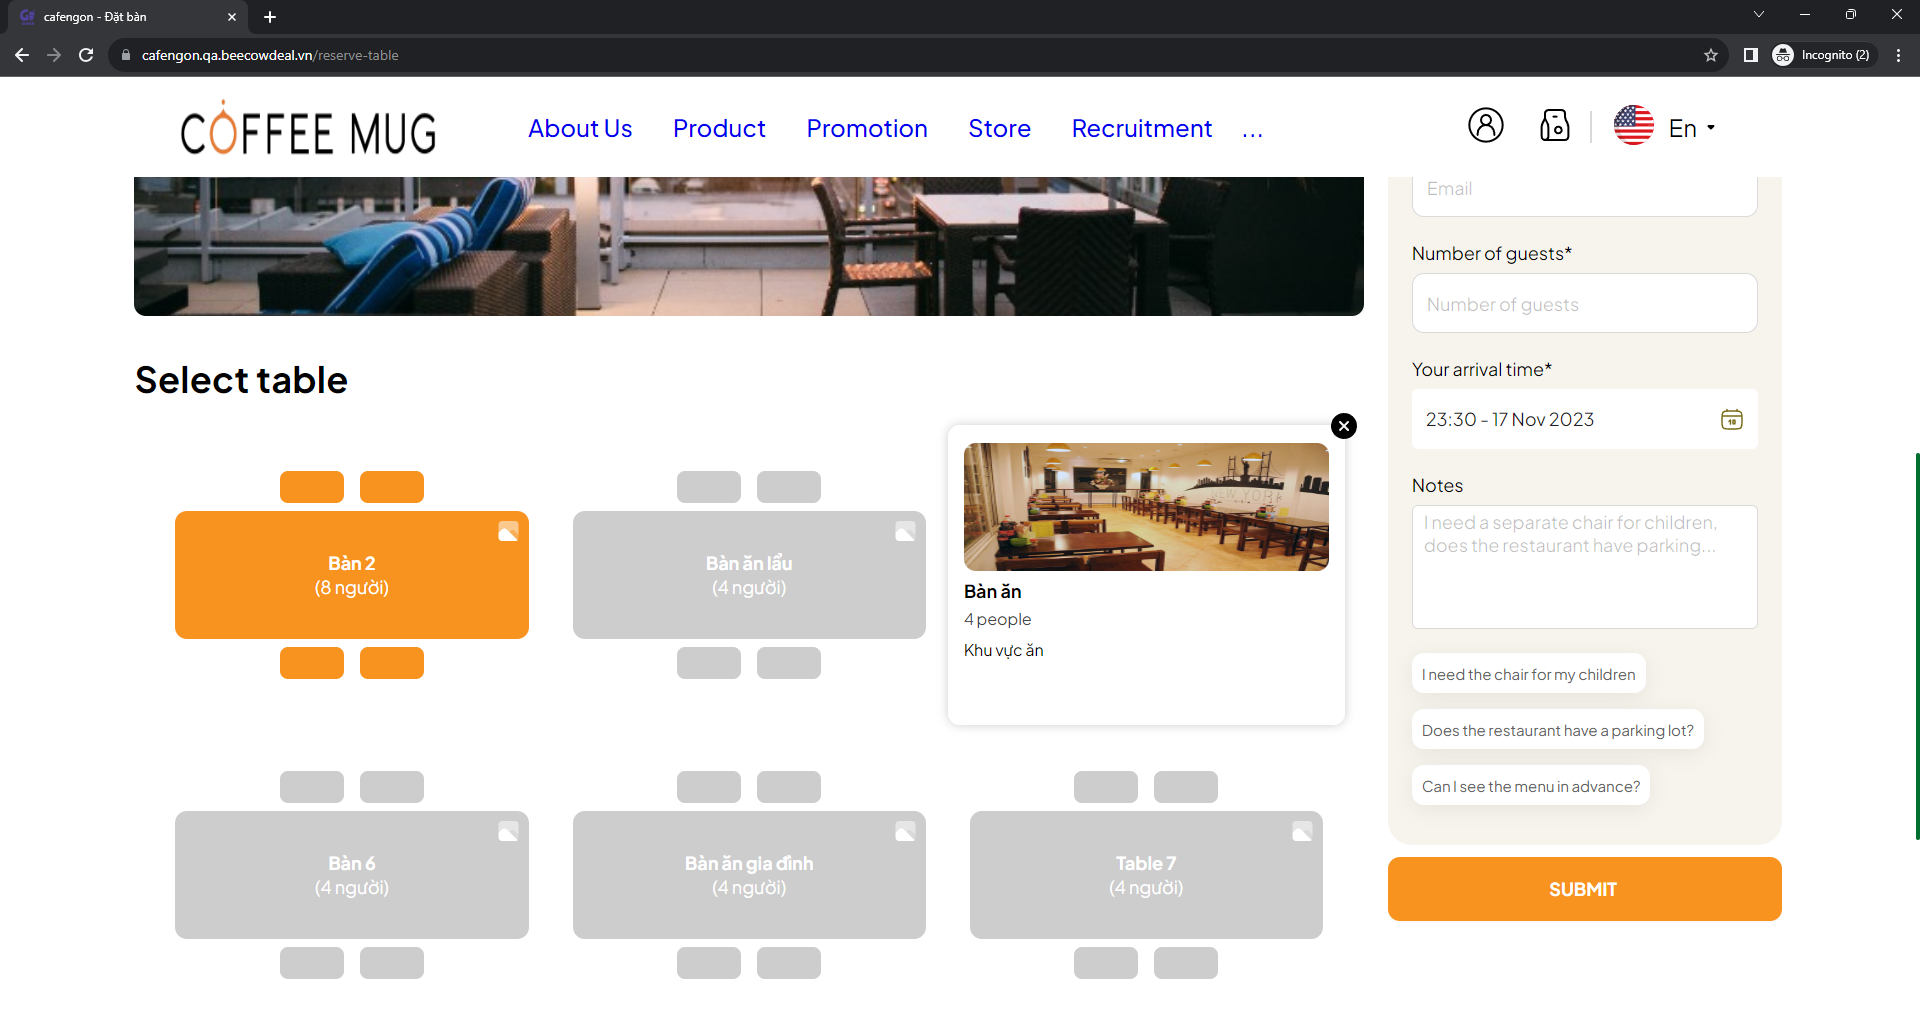 cafengon - Đặt bàn
cafengon.qa.beecowdeal.vn/reserve-table
Incognito (2)
COFFEE MUG
About Us
Product
Promotion
Store
Recruitment
...
En
Email
Number of guests*
Number of guests
Your arrival time*
23:30 - 17 Nov 2023
Notes
I need a separate chair for children,
does the restaurant have parking...
I need the chair for my children
Does the restaurant have a parking lot?
Can I see the menu in advance?
SUBMIT
Select table
Bàn 2
(8 người)
Bàn ăn lẩu
(4 người)
NEW YORK
Bàn ăn
4 people
Khu vực ăn
Bàn 6
(4 người)
Bàn ăn gia đình
(4 người)
Table 7
(4 người)